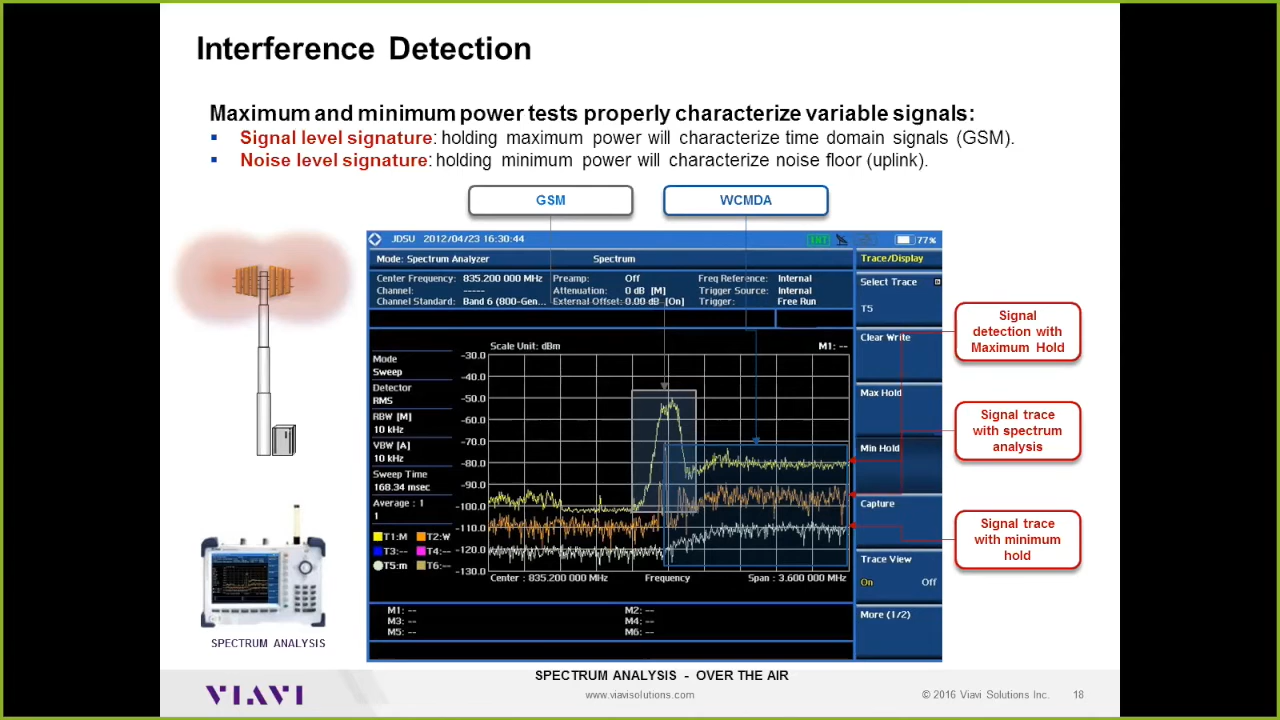 Interference Detection
Maximum and minimum power tests properly characterize variable signals:
Signal level signature: holding maximum power will characterize time domain signals (GSM).
Noise level signature: holding minimum power will characterize noise floor (uplink).
GSM
WCMDA
JDSU 2012/04/23 16:30:44
77%
Mode: Spectrum Analyzer
Spectrum
Center Frequency: 835.200 000 MHz
Channel: -----
Channel Standard: Band 6 (800-Gen...
Preamp: Off
Attenuation: 0 dB [M]
External Offset: 0.00 dB [On]
Freq Reference: Internal
Trigger Source: Internal
Trigger: Free Run
Scale Unit: dBm
M1: --
Mode
Sweep
Detector
RMS
RBW [M]
10 kHz
VBW [A]
10 kHz
Sweep Time
168.34 msec
Average : 1
1
T1:M
T2:W
T3:--
T4:--
T5:m
T6:--
-30.0
-40.0
-50.0
-60.0
-70.0
-80.0
-90.0
-100.0
-110.0
-120.0
-130.0
Center : 835.200 000 MHz
Frequency
Span : 3.600 000 MHz
M1: --
M2: --
M3: --
M4: --
M5: --
M6: --
Trace/Display
Select Trace
T5
Clear Write
Max Hold
Min Hold
Capture
Trace View
On Off
More (1/2)
Signal
detection with
Maximum Hold
Signal trace
with spectrum
analysis
Signal trace
with minimum
hold
SPECTRUM ANALYSIS
SPECTRUM ANALYSIS - OVER THE AIR
VIAVI
www.viavisolutions.com
© 2016 Viavi Solutions Inc.
18